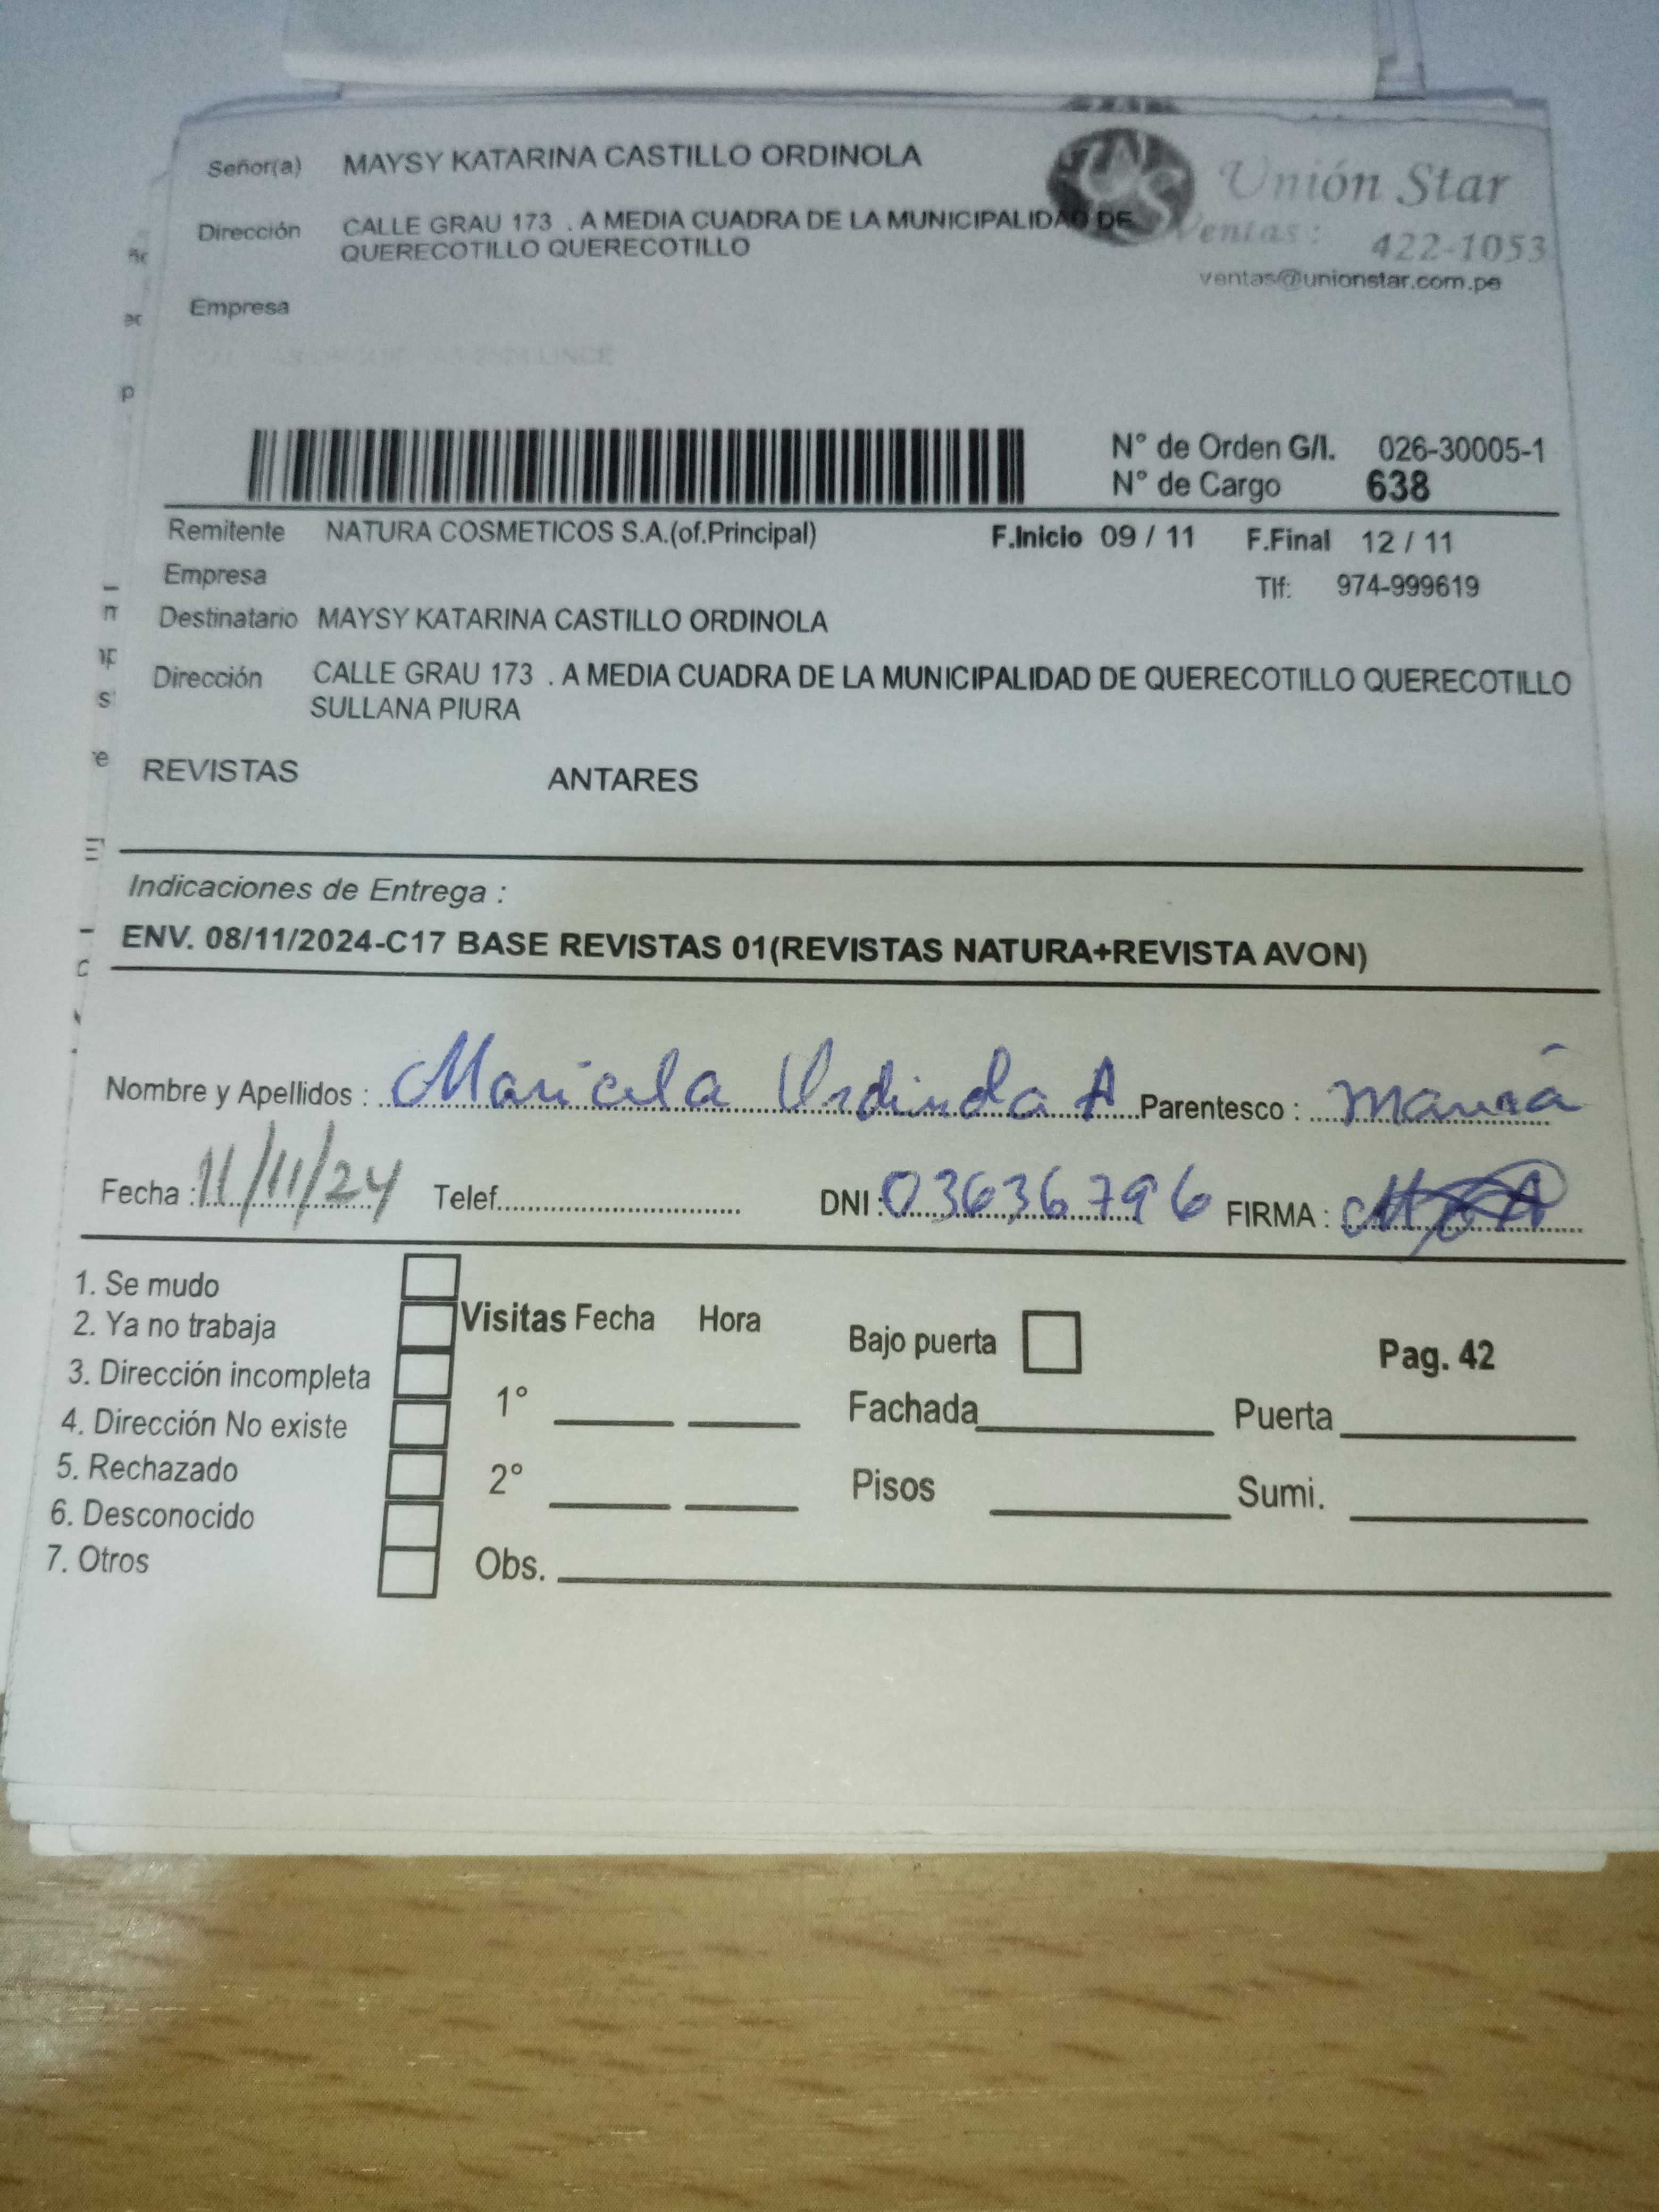 Señor(a) MAYSY KATARINA CASTILLO ORDINOLA
Unión Star
Dirección CALLE GRAU 173 . A MEDIA CUADRA DE LA MUNICIPALIDAD DE
QUERECOTILLO QUERECOTILLO
Ventas : 422-1053
ventas@unionstar.com.pe
Empresa
LINCE
N° de Orden G/I. 026-30005-1
N° de Cargo 638
Remitente NATURA COSMETICOS S.A.(of.Principal) F.Inicio 09 / 11 F.Final 12 / 11
Empresa Tlf: 974-999619
Destinatario MAYSY KATARINA CASTILLO ORDINOLA
Dirección CALLE GRAU 173 . A MEDIA CUADRA DE LA MUNICIPALIDAD DE QUERECOTILLO QUERECOTILLO
SULLANA PIURA
REVISTAS ANTARES
Indicaciones de Entrega :
ENV. 08/11/2024-C17 BASE REVISTAS 01(REVISTAS NATURA+REVISTA AVON)
Nombre y Apellidos : Maricela Ordinola A Parentesco : mamá
Fecha : 11/11/24 Telef. DNI : 03636796 FIRMA :
1. Se mudo
2. Ya no trabaja
3. Dirección incompleta
4. Dirección No existe
5. Rechazado
6. Desconocido
7. Otros
Visitas Fecha Hora
1°
2°
Obs.
Bajo puerta Pag. 42
Fachada Puerta
Pisos Sumi.